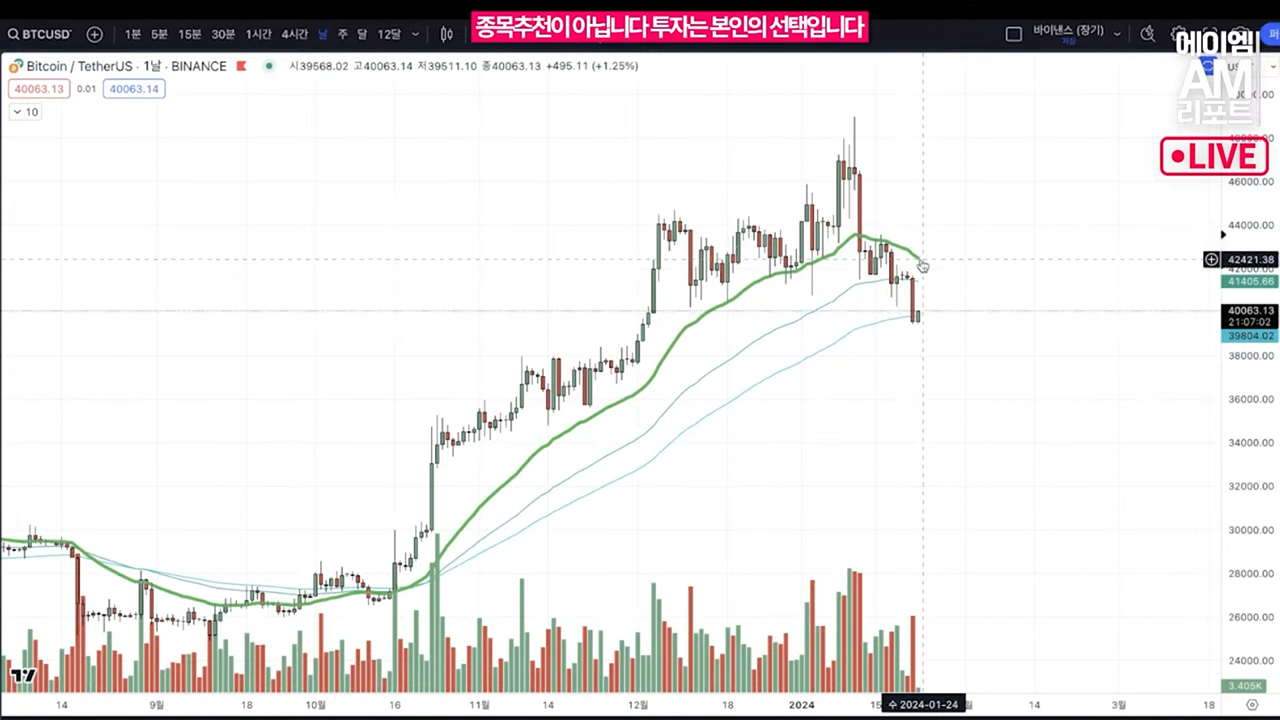 종목추천이 아닙니다 투자는 본인의 선택입니다
BTCUSD
1분 5분 15분 30분 1시간 4시간 날 주 달 12달
바이낸스 (장기)
저장
에이엠
AM
리포트
LIVE
Bitcoin / TetherUS · 1날 · BINANCE
시39568.02 고40063.14 저39511.10 종40063.13 +495.11 (+1.25%)
40063.13 0.01 40063.14
10
46000.00
44000.00
42421.38
42000.00
41405.66
40063.13
21:07:02
39804.02
38000.00
36000.00
34000.00
32000.00
30000.00
28000.00
26000.00
24000.00
3.405K
14 9월 18 10월 16 11월 14 12월 18 2024 15 수 2024-01-24 14 3월 18